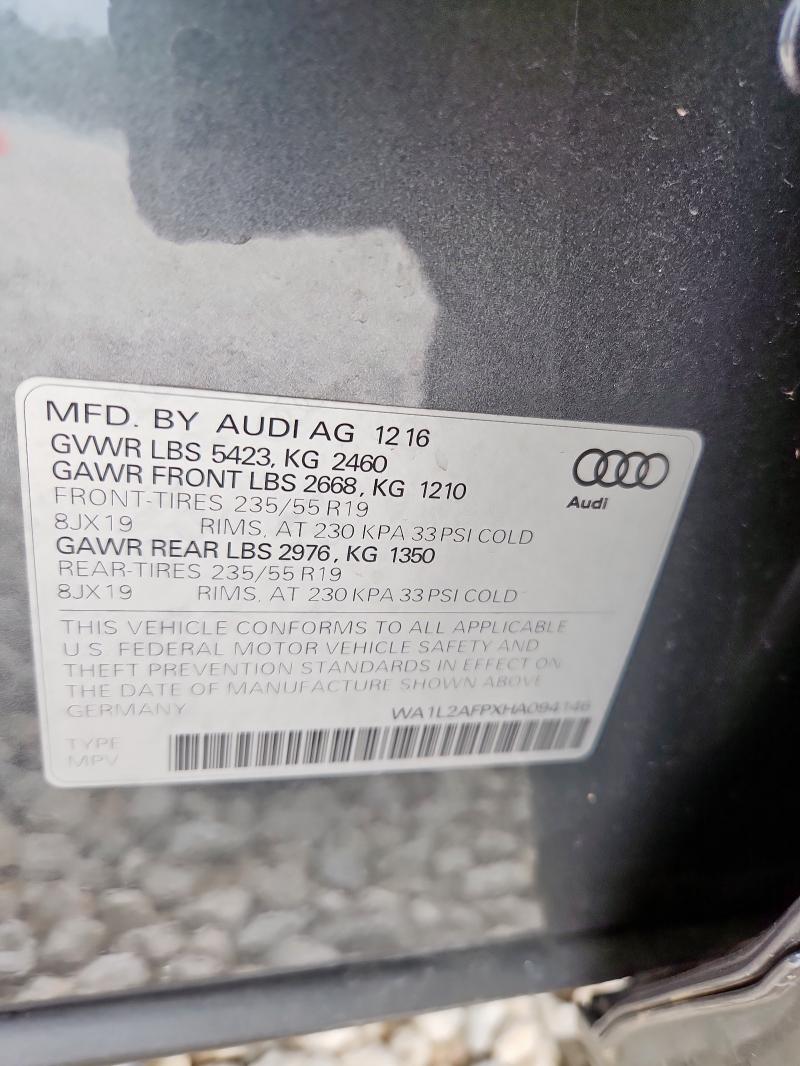 MFD. BY AUDI AG 12 16
GVWR LBS 5423, KG 2460
GAWR FRONT LBS 2668, KG 1210
FRONT-TIRES 235/55 R19
8JX19 RIMS, AT 230 KPA 33 PSI COLD
GAWR REAR LBS 2976, KG 1350
REAR-TIRES 235/55 R19
8JX19 RIMS, AT 230 KPA 33 PSI COLD
Audi
THIS VEHICLE CONFORMS TO ALL APPLICABLE
U.S. FEDERAL MOTOR VEHICLE SAFETY AND
THEFT PREVENTION STANDARDS IN EFFECT ON
THE DATE OF MANUFACTURE SHOWN ABOVE
GERMANY WA1L2AFPXHA094146
TYPE
MPV